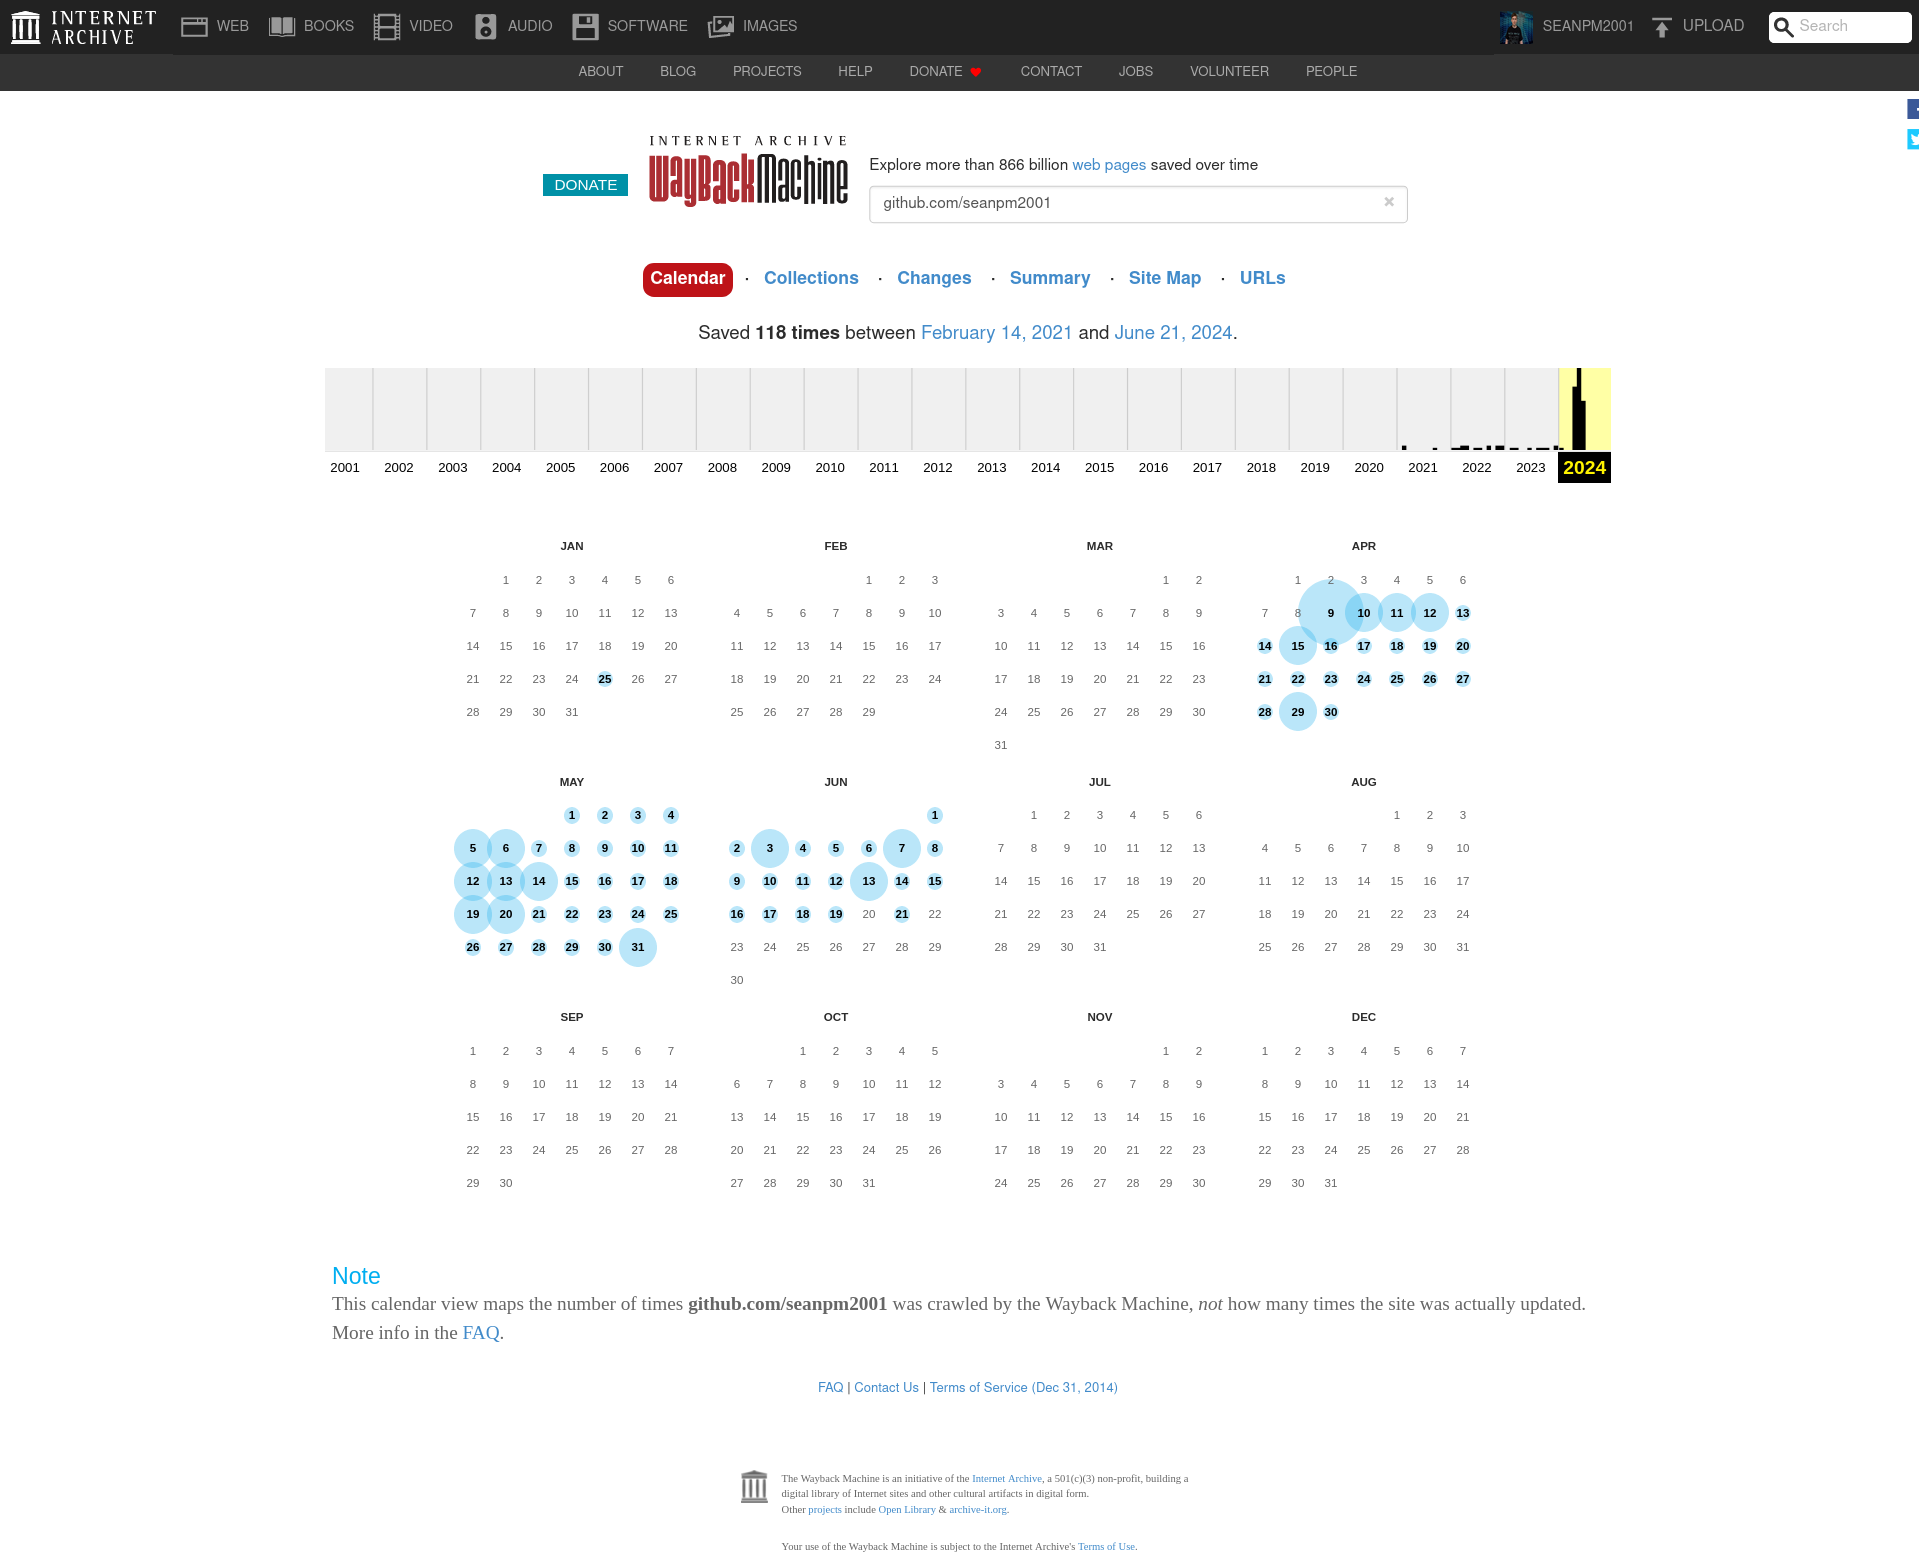 INTERNET ARCHIVE
WEB BOOKS VIDEO AUDIO SOFTWARE IMAGES SEANPM2001 UPLOAD Search
ABOUT BLOG PROJECTS HELP DONATE CONTACT JOBS VOLUNTEER PEOPLE
INTERNET ARCHIVE
WayBackMachine
DONATE
Explore more than 866 billion web pages saved over time
github.com/seanpm2001 ×
Calendar · Collections · Changes · Summary · Site Map · URLs
Saved 118 times between February 14, 2021 and June 21, 2024.
2001 2002 2003 2004 2005 2006 2007 2008 2009 2010 2011 2012 2013 2014 2015 2016 2017 2018 2019 2020 2021 2022 2023 2024
JAN
1 2 3 4 5 6
7 8 9 10 11 12 13
14 15 16 17 18 19 20
21 22 23 24 25 26 27
28 29 30 31
FEB
1 2 3
4 5 6 7 8 9 10
11 12 13 14 15 16 17
18 19 20 21 22 23 24
25 26 27 28 29
MAR
1 2
3 4 5 6 7 8 9
10 11 12 13 14 15 16
17 18 19 20 21 22 23
24 25 26 27 28 29 30
31
APR
1 2 3 4 5 6
7 8 9 10 11 12 13
14 15 16 17 18 19 20
21 22 23 24 25 26 27
28 29 30
MAY
1 2 3 4
5 6 7 8 9 10 11
12 13 14 15 16 17 18
19 20 21 22 23 24 25
26 27 28 29 30 31
JUN
1
2 3 4 5 6 7 8
9 10 11 12 13 14 15
16 17 18 19 20 21 22
23 24 25 26 27 28 29
30
JUL
1 2 3 4 5 6
7 8 9 10 11 12 13
14 15 16 17 18 19 20
21 22 23 24 25 26 27
28 29 30 31
AUG
1 2 3
4 5 6 7 8 9 10
11 12 13 14 15 16 17
18 19 20 21 22 23 24
25 26 27 28 29 30 31
SEP
1 2 3 4 5 6 7
8 9 10 11 12 13 14
15 16 17 18 19 20 21
22 23 24 25 26 27 28
29 30
OCT
1 2 3 4 5
6 7 8 9 10 11 12
13 14 15 16 17 18 19
20 21 22 23 24 25 26
27 28 29 30 31
NOV
1 2
3 4 5 6 7 8 9
10 11 12 13 14 15 16
17 18 19 20 21 22 23
24 25 26 27 28 29 30
DEC
1 2 3 4 5 6 7
8 9 10 11 12 13 14
15 16 17 18 19 20 21
22 23 24 25 26 27 28
29 30 31
Note
This calendar view maps the number of times github.com/seanpm2001 was crawled by the Wayback Machine, not how many times the site was actually updated.
More info in the FAQ.
FAQ | Contact Us | Terms of Service (Dec 31, 2014)
The Wayback Machine is an initiative of the Internet Archive, a 501(c)(3) non-profit, building a
digital library of Internet sites and other cultural artifacts in digital form.
Other projects include Open Library & archive-it.org.
Your use of the Wayback Machine is subject to the Internet Archive's Terms of Use.